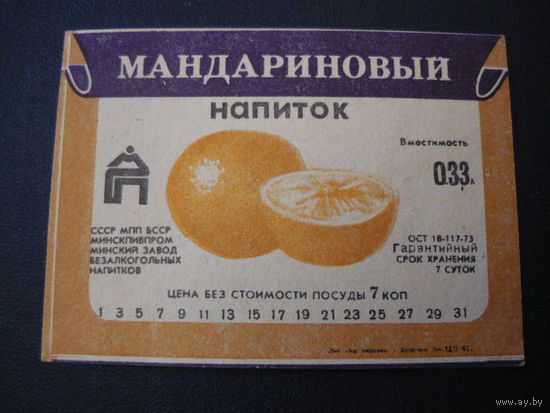 МАНДАРИНОВЫЙ
напиток
Вместимость
0.33л
СССР МПП БССР
МИНСКПИВПРОМ
МИНСКИЙ ЗАВОД
БЕЗАЛКОГОЛЬНЫХ
НАПИТКОВ
ОСТ 18-117-73
Гарантийный
СРОК ХРАНЕНИЯ
7 СУТОК
ЦЕНА БЕЗ СТОИМОСТИ ПОСУДЫ 7 КОП
1 3 5 7 9 11 13 15 17 19 21 23 25 27 29 31
www.ay.by